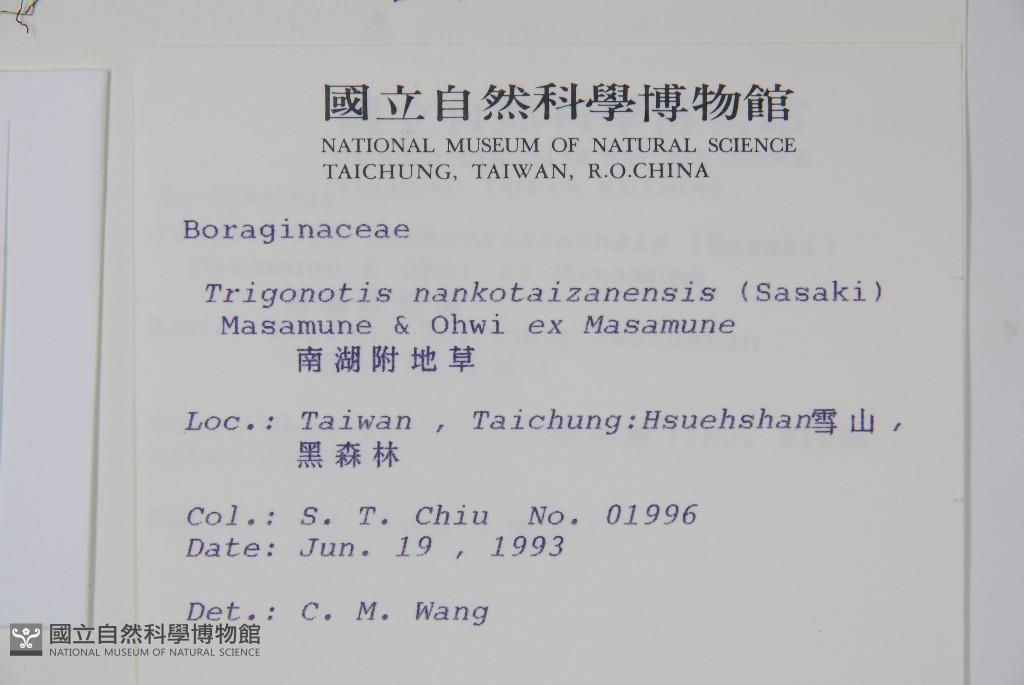 國立自然科學博物館
NATIONAL MUSEUM OF NATURAL SCIENCE
TAICHUNG, TAIWAN, R.O.CHINA
Boraginaceae
Trigonotis nankotaizanensis (Sasaki)
Masamune & Ohwi ex Masamune
南湖附地草
Loc.: Taiwan , Taichung:Hsuehshan雪山 ,
黑森林
Col.: S. T. Chiu No. 01996
Date: Jun. 19 , 1993
Det.: C. M. Wang
國立自然科學博物館
NATIONAL MUSEUM OF NATURAL SCIENCE